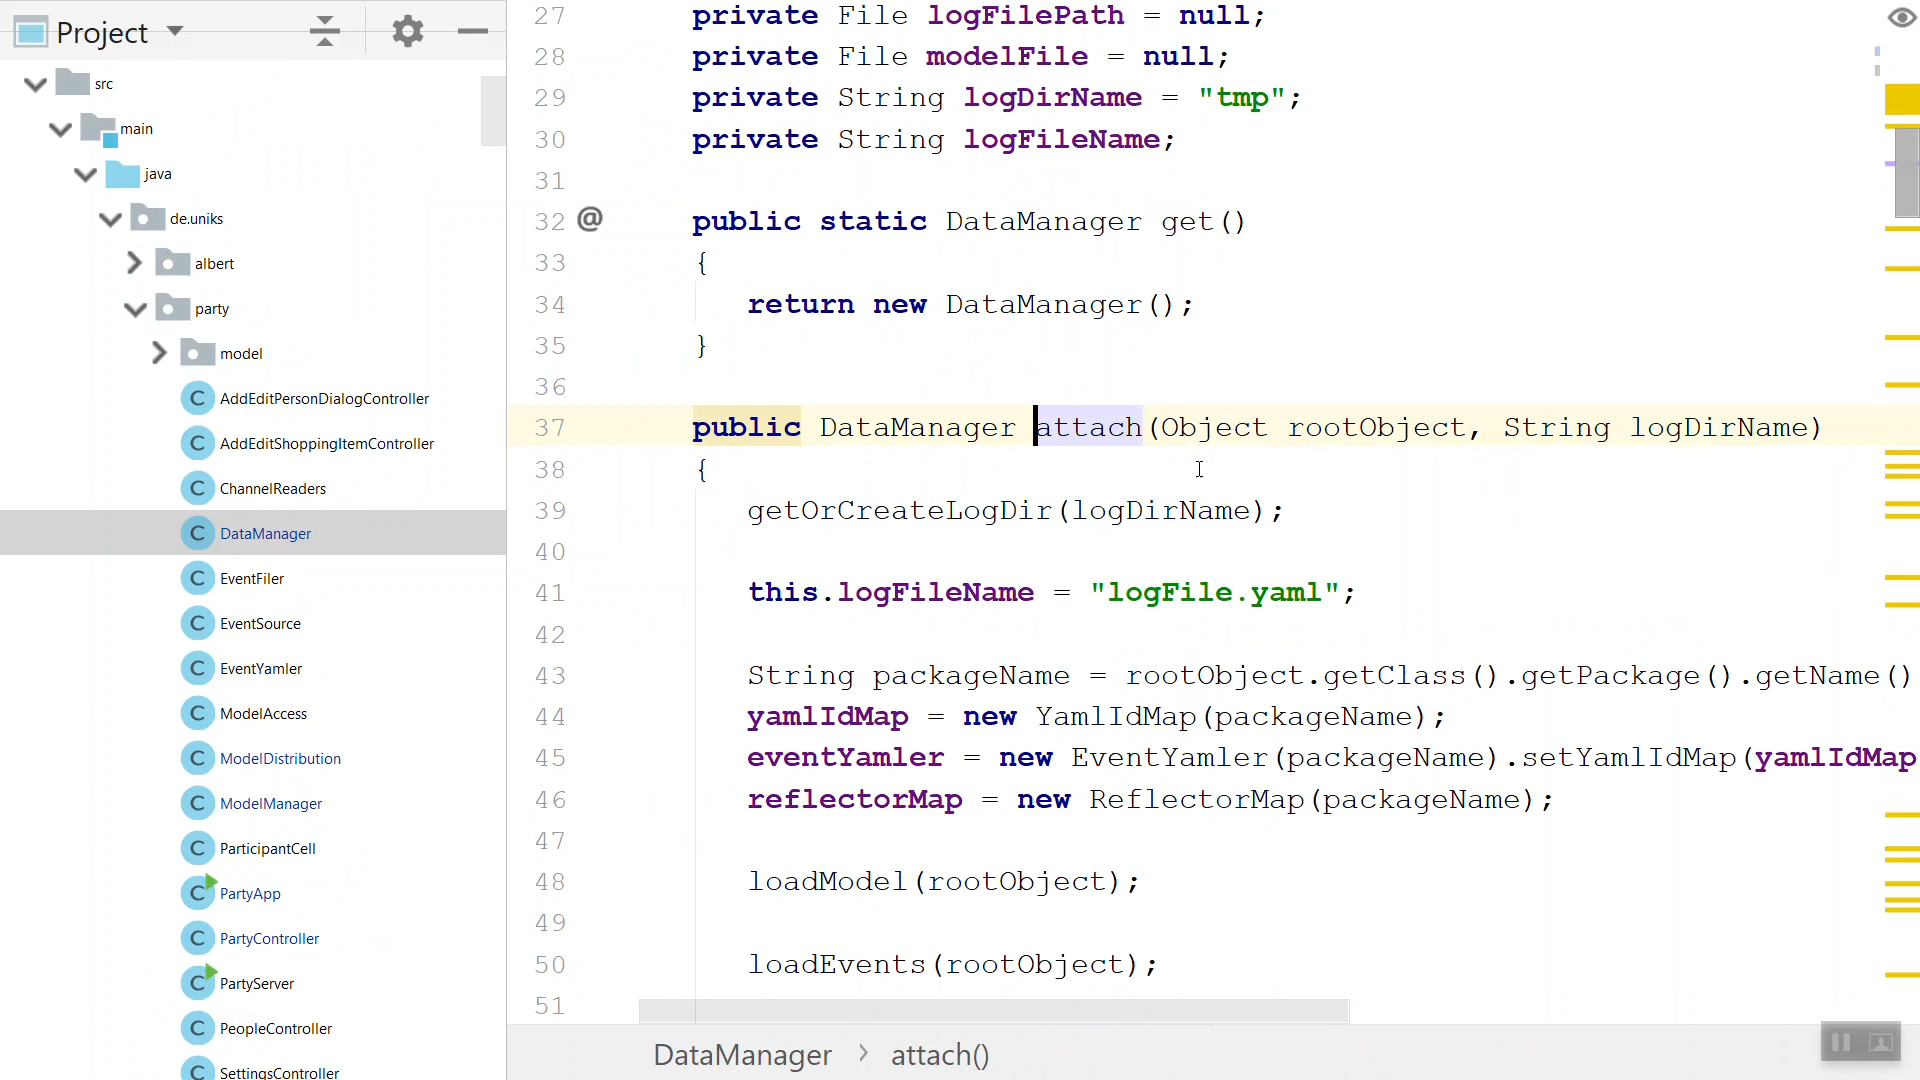 Project
src
main
java
de.uniks
albert
party
model
AddEditPersonDialogController
AddEditShoppingItemController
ChannelReaders
DataManager
EventFiler
EventSource
EventYamler
ModelAccess
ModelDistribution
ModelManager
ParticipantCell
PartyApp
PartyController
PartyServer
PeopleController
SettingsController
27 private File logFilePath = null;
28 private File modelFile = null;
29 private String logDirName = "tmp";
30 private String logFileName;
31
32 @ public static DataManager get()
33 {
34 return new DataManager();
35 }
36
37 public DataManager attach(Object rootObject, String logDirName)
38 {
39 getOrCreateLogDir(logDirName);
40
41 this.logFileName = "logFile.yaml";
42
43 String packageName = rootObject.getClass().getPackage().getName()
44 yamlIdMap = new YamlIdMap(packageName);
45 eventYamler = new EventYamler(packageName).setYamlIdMap(yamlIdMap
46 reflectorMap = new ReflectorMap(packageName);
47
48 loadModel(rootObject);
49
50 loadEvents(rootObject);
51
DataManager > attach()